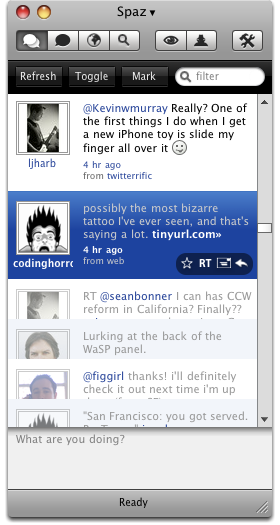 Spaz ▾
Refresh
Toggle
Mark
filter
@Kevinwmurray Really? One of
the first things I do when I get
a new iPhone toy is slide my
finger all over it
ljharb
4 hr ago
from twitterrific
possibly the most bizarre
tattoo I've ever seen, and that's
saying a lot. tinyurl.com»
4 hr ago
codinghorro
from web
RT
RT @seanbonner I can has CCW
reform in California? Finally??
Lurking at the back of the
WaSP panel.
@figgirl thanks! i'll definitely
check it out next time i'm up
"San Francisco: you got served.
What are you doing?
Ready